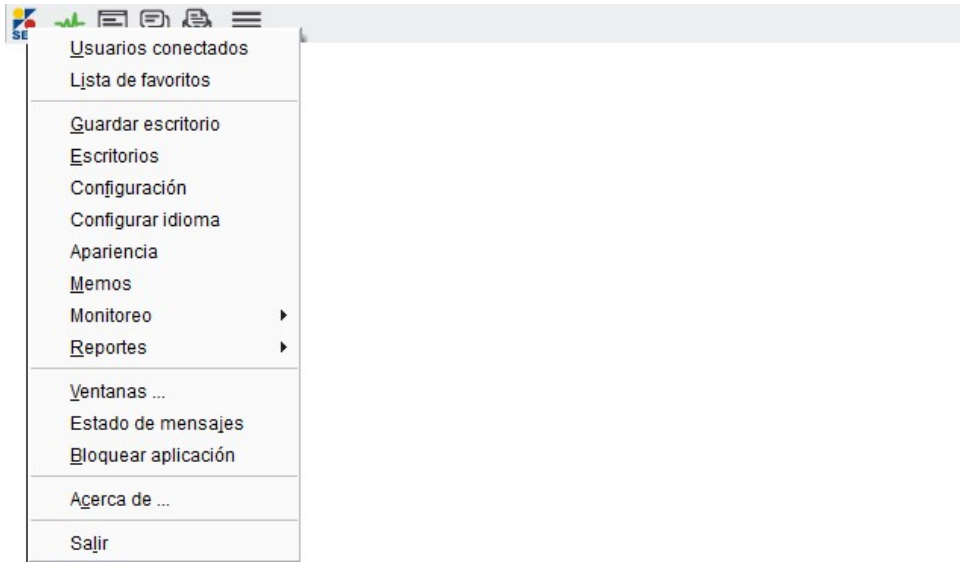 SE
Usuarios conectados
Lista de favoritos
Guardar escritorio
Escritorios
Configuración
Configurar idioma
Apariencia
Memos
Monitoreo
Reportes
Ventanas ...
Estado de mensajes
Bloquear aplicación
Acerca de ...
Salir